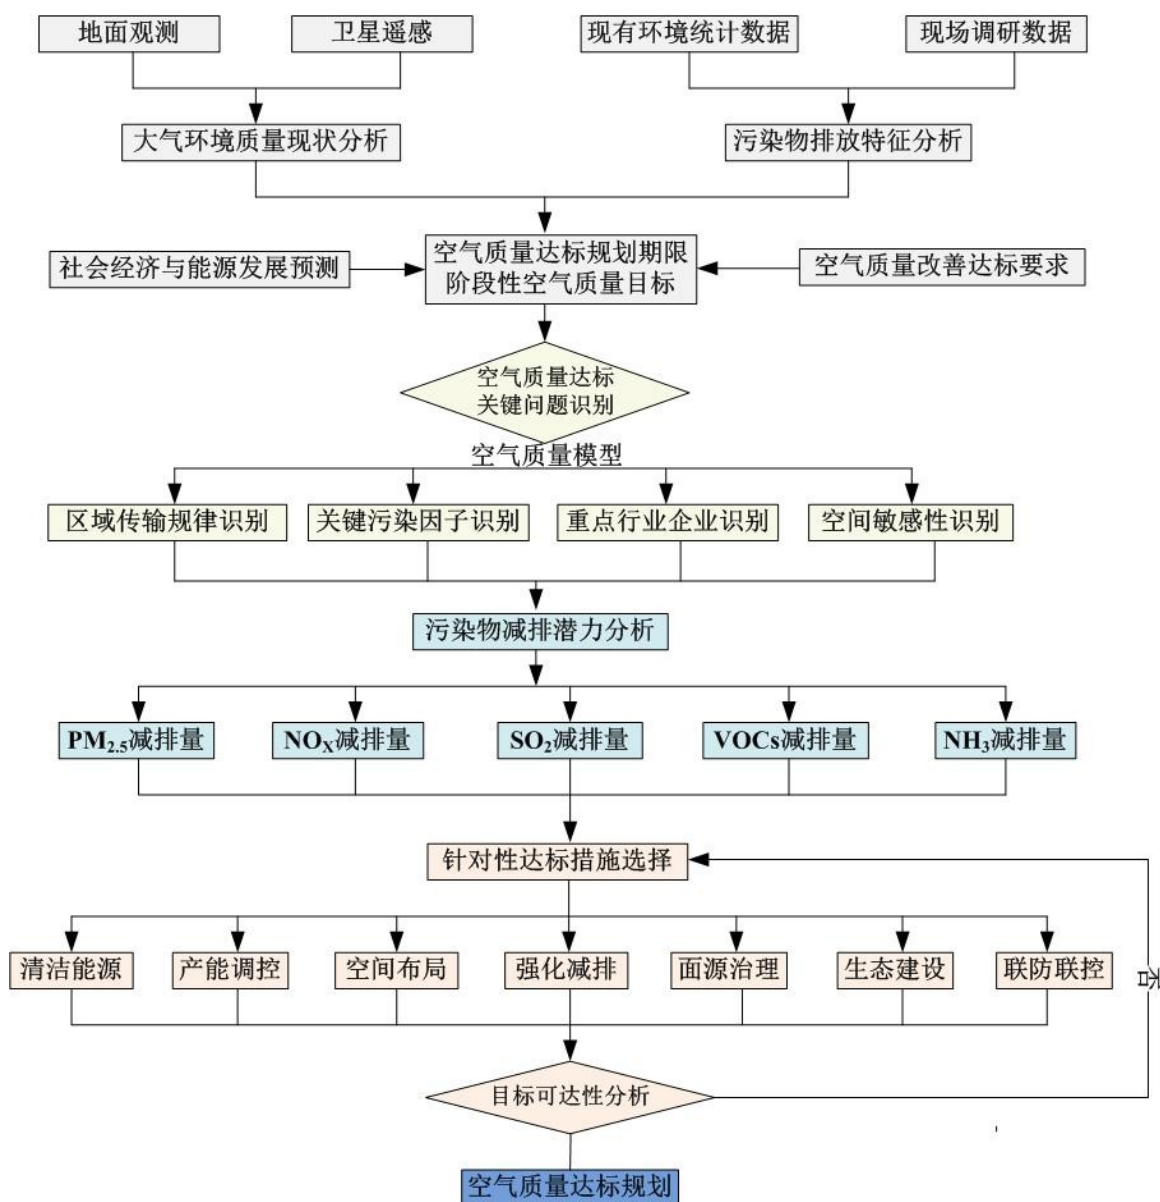 地面观测
卫星遥感
现有环境统计数据
现场调研数据
大气环境质量现状分析
污染物排放特征分析
社会经济与能源发展预测
空气质量达标规划期限
阶段性空气质量目标
空气质量改善达标要求
空气质量达标
关键问题识别
空气质量模型
区域传输规律识别
关键污染因子识别
重点行业企业识别
空间敏感性识别
污染物减排潜力分析
PM2.5减排量
NOX减排量
SO2减排量
VOCs减排量
NH3减排量
针对性达标措施选择
清洁能源
产能调控
空间布局
强化减排
面源治理
生态建设
联防联控
否
目标可达性分析
空气质量达标规划